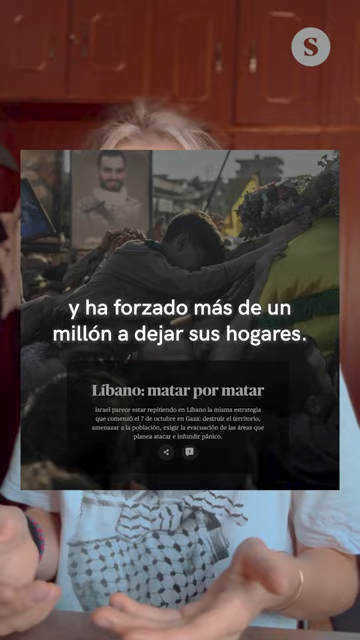 S
y ha forzado más de un
millón a dejar sus hogares.
Líbano: matar por matar
Israel parece estar repitiendo en Líbano la misma estrategia
que comenzó el 7 de octubre en Gaza: destruir el territorio,
amenazar a la población, exigir la evacuación de las áreas que
planea atacar e infundir pánico.